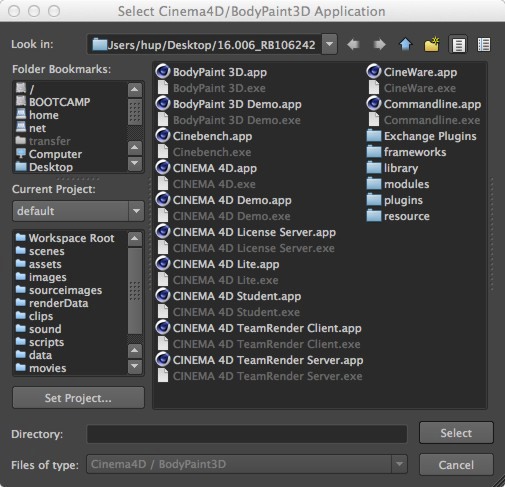 Select Cinema4D/BodyPaint3D Application
Look in:
/Users/hup/Desktop/16.006_RB106242
Folder Bookmarks:
/
BOOTCAMP
home
net
transfer
Computer
Desktop
Current Project:
default
Workspace Root
scenes
assets
images
sourceimages
renderData
clips
sound
scripts
data
movies
Set Project...
BodyPaint 3D.app
BodyPaint 3D.exe
BodyPaint 3D Demo.app
BodyPaint 3D Demo.exe
Cinebench.app
Cinebench.exe
CINEMA 4D.app
CINEMA 4D.exe
CINEMA 4D Demo.app
CINEMA 4D Demo.exe
CINEMA 4D License Server.app
CINEMA 4D License Server.exe
CINEMA 4D Lite.app
CINEMA 4D Lite.exe
CINEMA 4D Student.app
CINEMA 4D Student.exe
CINEMA 4D TeamRender Client.app
CINEMA 4D TeamRender Client.exe
CINEMA 4D TeamRender Server.app
CINEMA 4D TeamRender Server.exe
CineWare.app
CineWare.exe
Commandline.app
Commandline.exe
Exchange Plugins
frameworks
library
modules
plugins
resource
Directory:
Select
Files of type:
Cinema4D / BodyPaint3D
Cancel